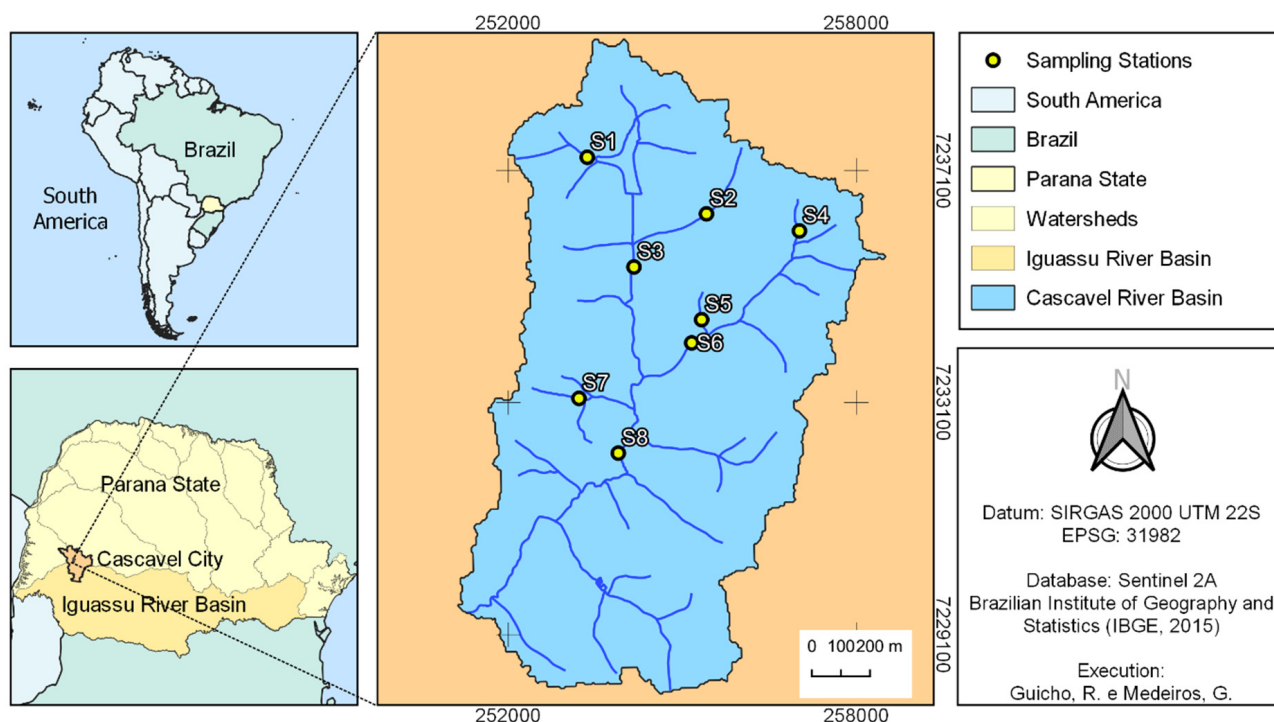 252000
258000
Brazil
South
America
Parana State
Cascavel City
Iguassu River Basin
S1
S2
S4
S3
S5
S6
S7
S8
7237100
7233100
7229100
0 100200 m
252000
258000
Sampling Stations
South America
Brazil
Parana State
Watersheds
Iguassu River Basin
Cascavel River Basin
N
Datum: SIRGAS 2000 UTM 22S
EPSG: 31982
Database: Sentinel 2A
Brazilian Institute of Geography and
Statistics (IBGE, 2015)
Execution:
Guicho, R. e Medeiros, G.